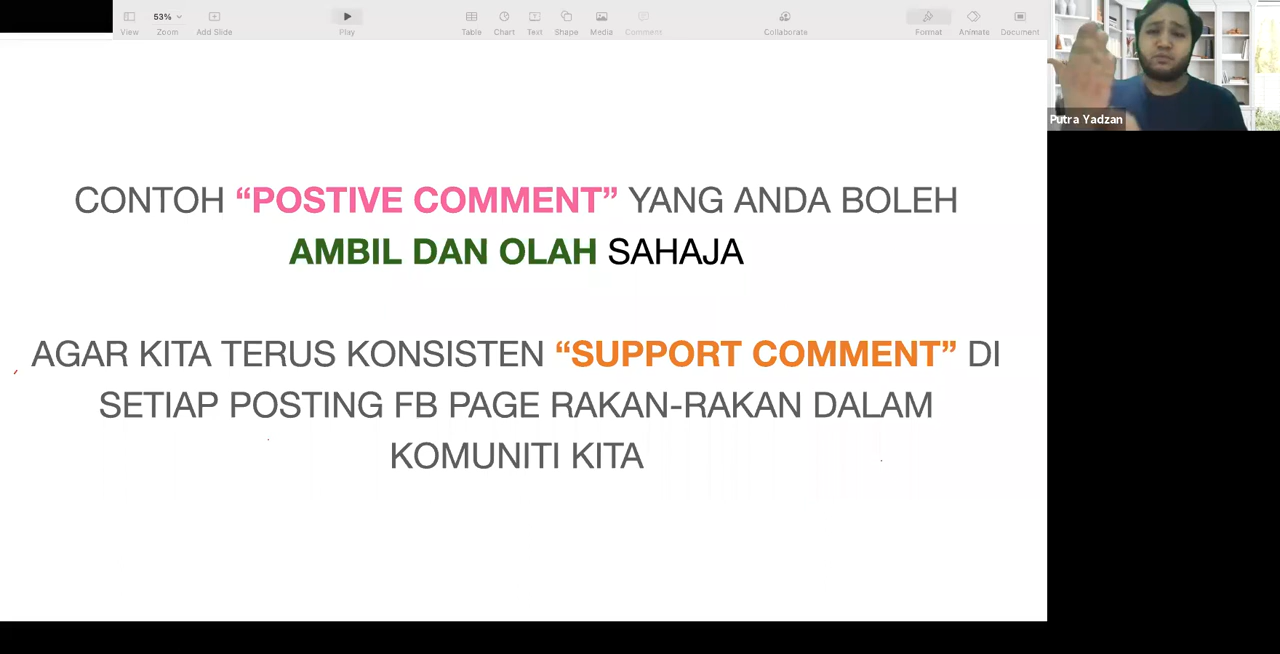 53%
View Zoom Add Slide Play Table Chart Text Shape Media Comment Collaborate Format Animate Document
Putra Yadzan
CONTOH “POSTIVE COMMENT” YANG ANDA BOLEH
AMBIL DAN OLAH SAHAJA
AGAR KITA TERUS KONSISTEN “SUPPORT COMMENT” DI
SETIAP POSTING FB PAGE RAKAN-RAKAN DALAM
KOMUNITI KITA